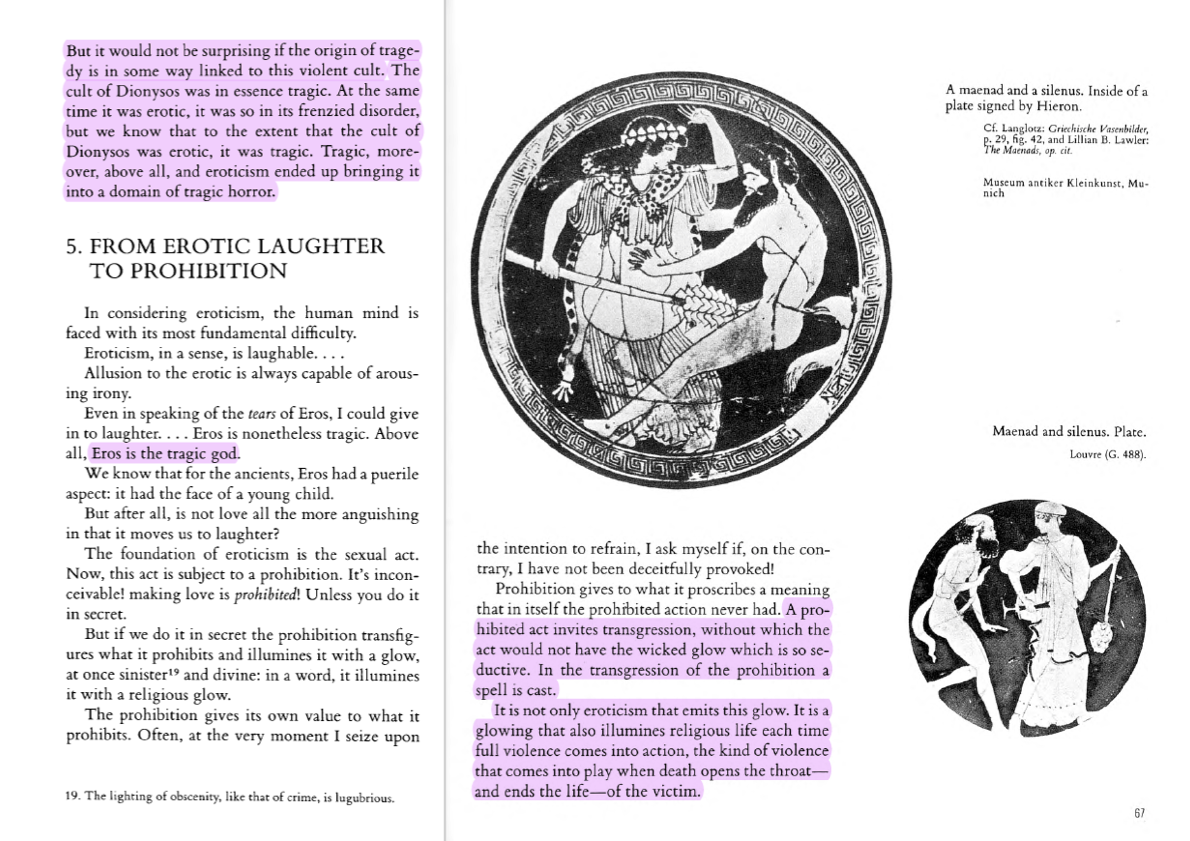 But it would not be surprising if the origin of trage-
dy is in some way linked to this violent cult. The
cult of Dionysos was in essence tragic. At the same
time it was erotic, it was so in its frenzied disorder,
but we know that to the extent that the cult of
Dionysos was erotic, it was tragic. Tragic, more-
over, above all, and eroticism ended up bringing it
into a domain of tragic horror.
5. FROM EROTIC LAUGHTER
TO PROHIBITION
In considering eroticism, the human mind is
faced with its most fundamental difficulty.
Eroticism, in a sense, is laughable. . . .
Allusion to the erotic is always capable of arous-
ing irony.
Even in speaking of the tears of Eros, I could give
in to laughter. . . . Eros is nonetheless tragic. Above
all, Eros is the tragic god.
We know that for the ancients, Eros had a puerile
aspect: it had the face of a young child.
But after all, is not love all the more anguishing
in that it moves us to laughter?
The foundation of eroticism is the sexual act.
Now, this act is subject to a prohibition. It's incon-
ceivable! making love is prohibited! Unless you do it
in secret.
But if we do it in secret the prohibition transfig-
ures what it prohibits and illumines it with a glow,
at once sinister¹⁹ and divine: in a word, it illumines
it with a religious glow.
The prohibition gives its own value to what it
prohibits. Often, at the very moment I seize upon
19. The lighting of obscenity, like that of crime, is lugubrious.
A maenad and a silenus. Inside of a
plate signed by Hieron.
Cf. Langlotz: Griechische Vasenbilder,
p. 29, fig. 42, and Lillian B. Lawler:
The Maenads, op. cit.
Museum antiker Kleinkunst, Mu-
nich
Maenad and silenus. Plate.
Louvre (G. 488).
the intention to refrain, I ask myself if, on the con-
trary, I have not been deceitfully provoked!
Prohibition gives to what it proscribes a meaning
that in itself the prohibited action never had. A pro-
hibited act invites transgression, without which the
act would not have the wicked glow which is so se-
ductive. In the transgression of the prohibition a
spell is cast.
It is not only eroticism that emits this glow. It is a
glowing that also illumines religious life each time
full violence comes into action, the kind of violence
that comes into play when death opens the throat—
and ends the life—of the victim.
67